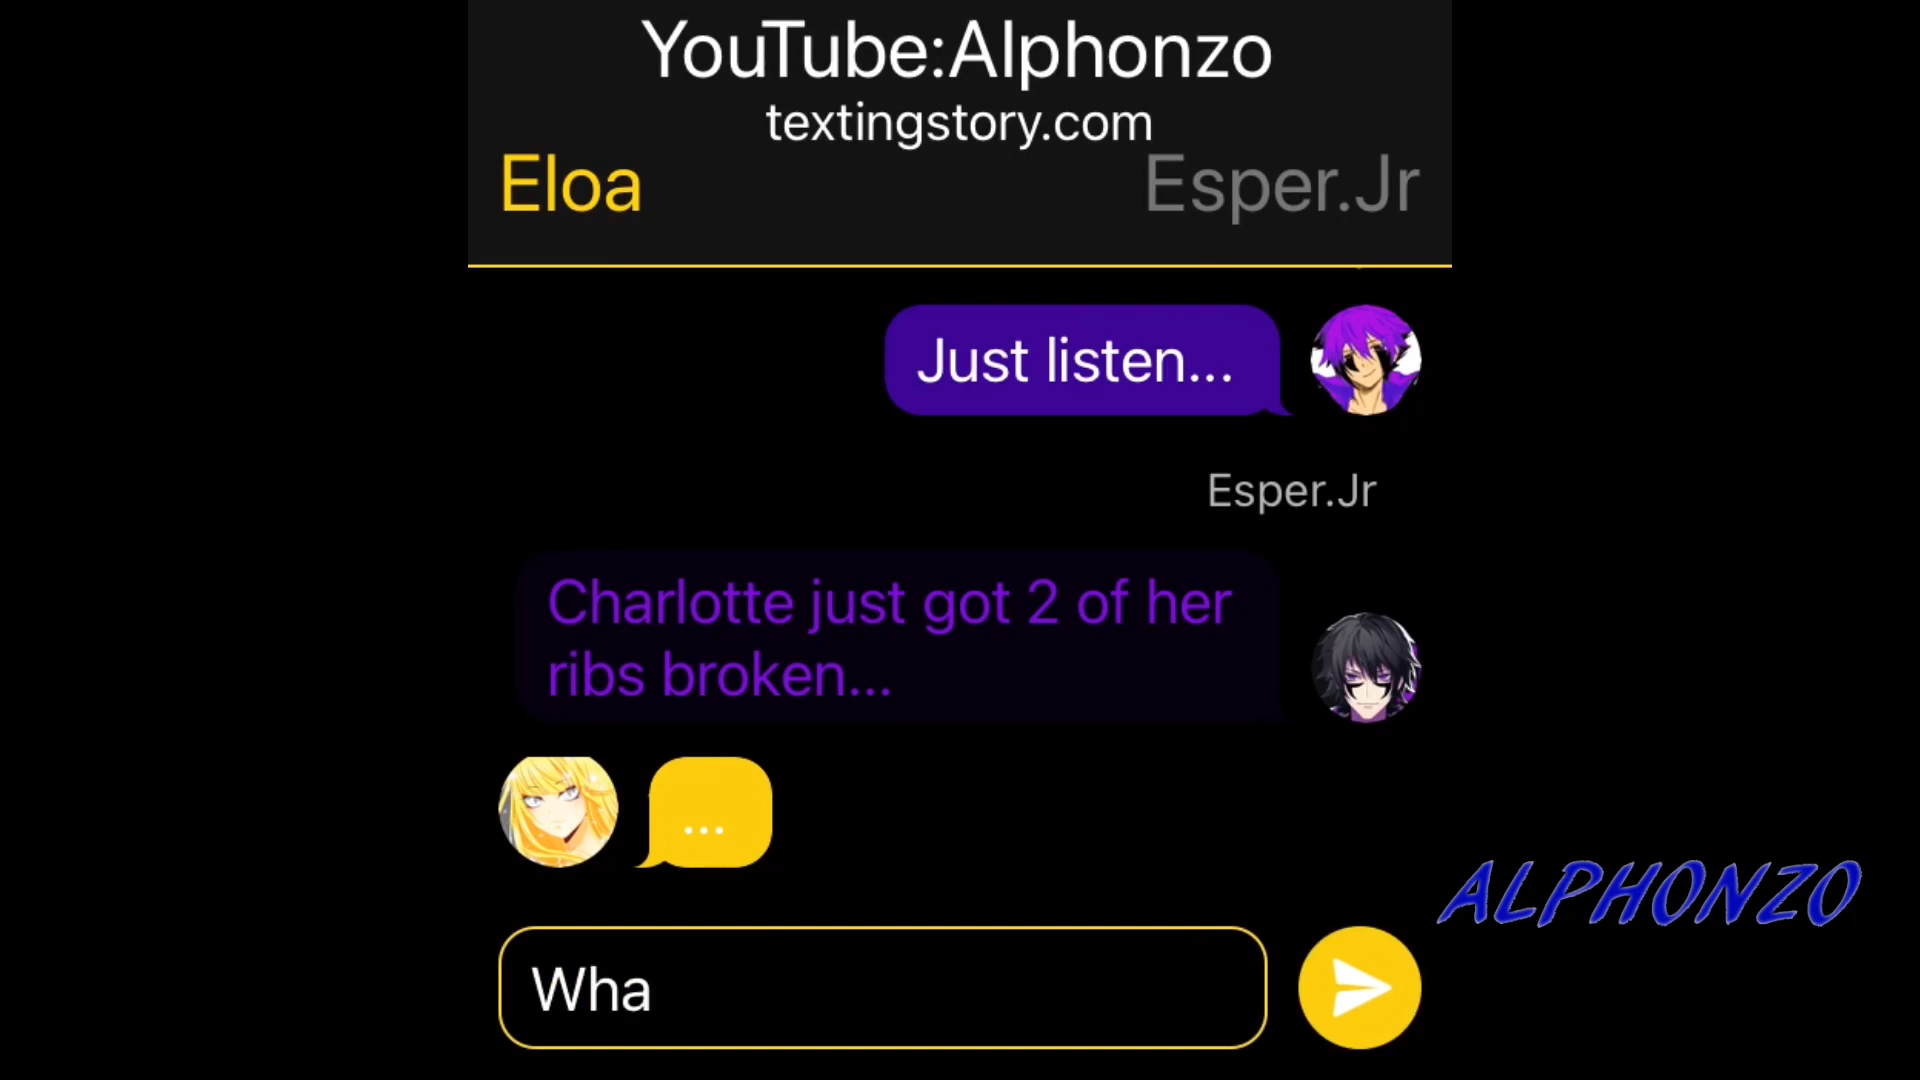 YouTube:Alphonzo
textingstory.com
Eloa
Esper.Jr
Just listen...
Esper.Jr
Charlotte just got 2 of her
ribs broken...
...
ALPHONZO
Wha